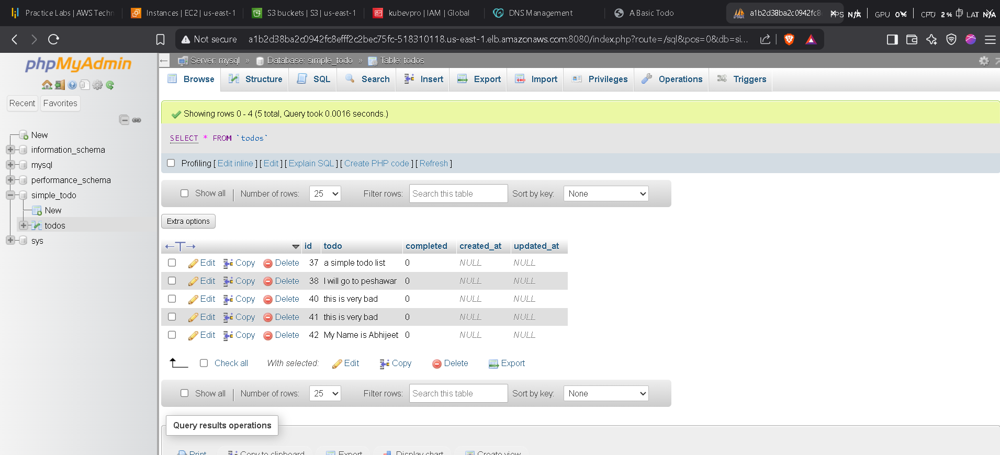 Practice Labs | AWS Techn
Instances | EC2 | us-east-1
S3 buckets | S3 | us-east-1
kubevpro | IAM | Global
DNS Management
A Basic Todo
a1b2d38ba2c0942fc8
FPS N/A
GPU 0%
CPU 2 %
LAT N/A
Not secure a1b2d38ba2c0942fc8efff2c2bec75fc-518310118.us-east-1.elb.amazonaws.com:8080/index.php?route=/sql&pos=0&db=si...
phpMyAdmin
Recent Favorites
New
information_schema
mysql
performance_schema
simple_todo
New
todos
sys
Server: mysql » Database: simple_todo » Table: todos
Browse Structure SQL Search Insert Export Import Privileges Operations Triggers
Showing rows 0 - 4 (5 total, Query took 0.0016 seconds.)
SELECT * FROM `todos`
Profiling [ Edit inline ] [ Edit ] [ Explain SQL ] [ Create PHP code ] [ Refresh ]
Show all | Number of rows: 25 Filter rows: Search this table Sort by key: None
Extra options
←T→ id todo completed created_at updated_at
Edit Copy Delete 37 a simple todo list 0 NULL NULL
Edit Copy Delete 38 I will go to peshawar 0 NULL NULL
Edit Copy Delete 40 this is very bad 0 NULL NULL
Edit Copy Delete 41 this is very bad 0 NULL NULL
Edit Copy Delete 42 My Name is Abhijeet 0 NULL NULL
Check all With selected: Edit Copy Delete Export
Show all | Number of rows: 25 Filter rows: Search this table Sort by key: None
Query results operations
Print Copy to clipboard Export Display chart Create view